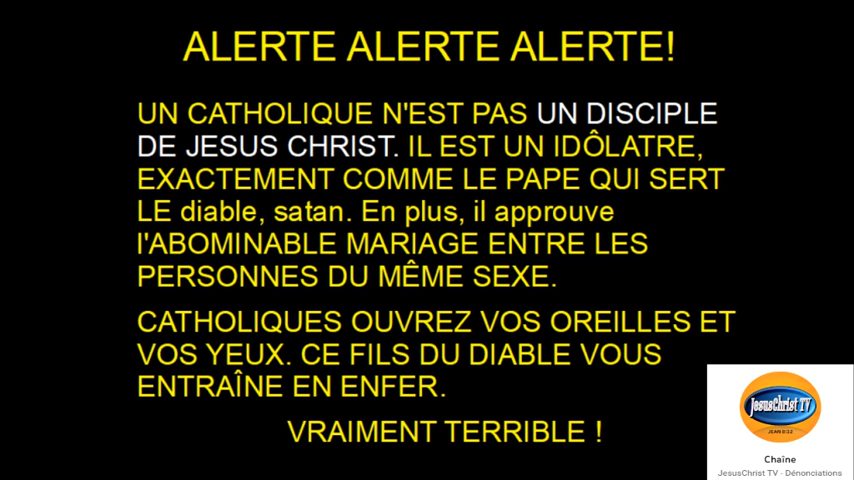 ALERTE ALERTE ALERTE!
UN CATHOLIQUE N'EST PAS UN DISCIPLE
DE JESUS CHRIST. IL EST UN IDÔLATRE,
EXACTEMENT COMME LE PAPE QUI SERT
LE diable, satan. En plus, il approuve
l'ABOMINABLE MARIAGE ENTRE LES
PERSONNES DU MÊME SEXE.
CATHOLIQUES OUVREZ VOS OREILLES ET
VOS YEUX. CE FILS DU DIABLE VOUS
ENTRAÎNE EN ENFER.
VRAIMENT TERRIBLE !
JesusChrist TV
JEAN 8:32
Chaîne
JesusChrist TV - Dénonciations